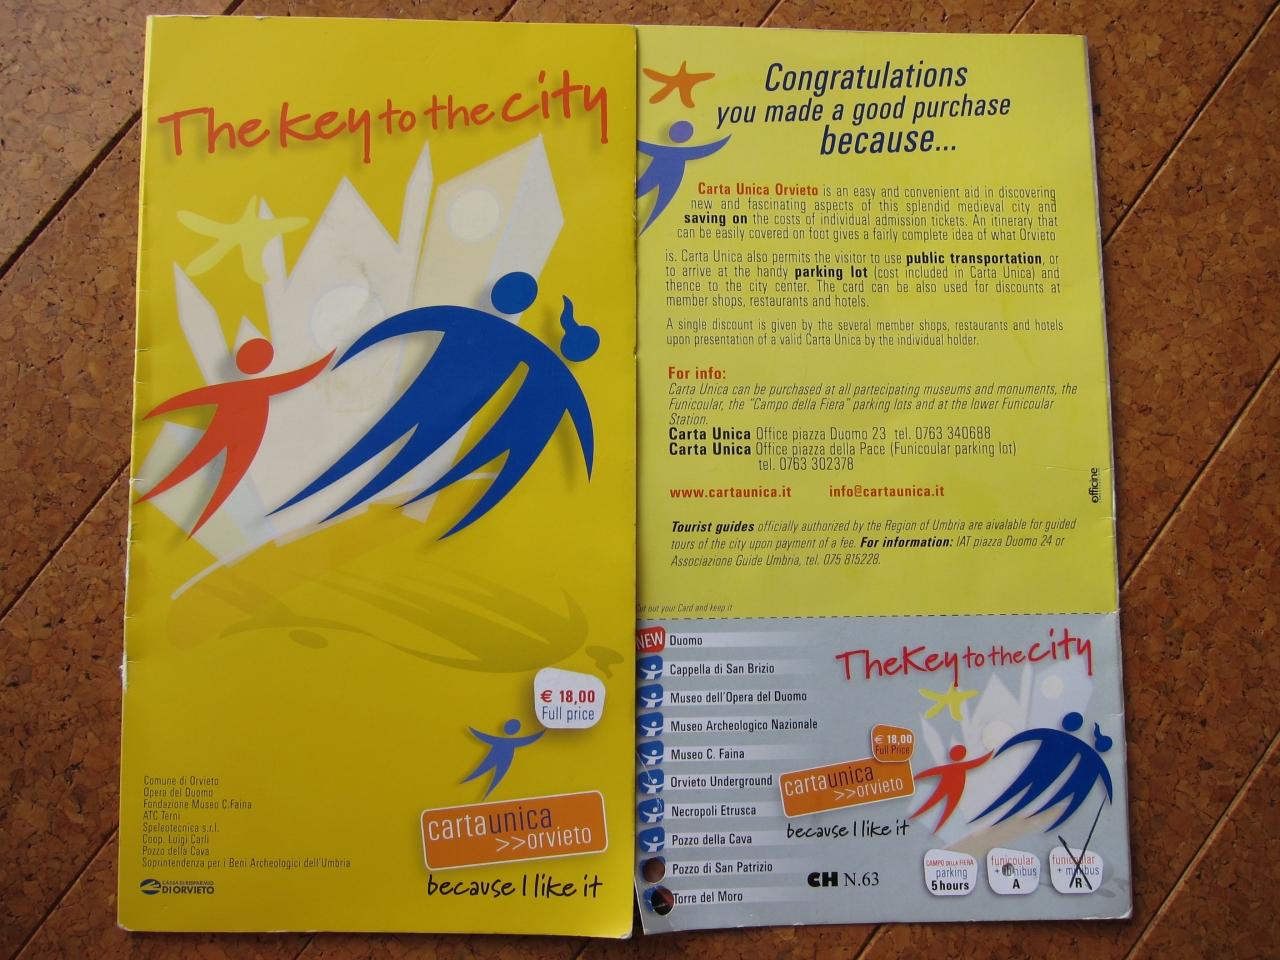 The key to the city
€ 18,00
Full price
Comune di Orvieto
Opera del Duomo
Fondazione Museo C.Faina
ATC Terni
Speleotecnica s.r.l.
Coop. Luigi Carli
Pozzo della Cava
Soprintendenza per i Beni Archeologici dell'Umbria
CASSA DI RISPARMIO
DI ORVIETO
cartaunica
>>orvieto
because I like it
Congratulations
you made a good purchase
because...
Carta Unica Orvieto is an easy and convenient aid in discovering
new and fascinating aspects of this splendid medieval city and
saving on the costs of individual admission tickets. An itinerary that
can be easily covered on foot gives a fairly complete idea of what Orvieto
is. Carta Unica also permits the visitor to use public transportation, or
to arrive at the handy parking lot (cost included in Carta Unica) and
thence to the city center. The card can be also used for discounts at
member shops, restaurants and hotels.
A single discount is given by the several member shops, restaurants and hotels
upon presentation of a valid Carta Unica by the individual holder.
For info:
Carta Unica can be purchased at all partecipating museums and monuments, the
Funicoular, the "Campo della Fiera" parking lots and at the lower Funicoular
Station.
Carta Unica Office piazza Duomo 23 tel. 0763 340688
Carta Unica Office piazza della Pace (Funicoular parking lot)
tel. 0763 302378
www.cartaunica.it info@cartaunica.it
officine
Tourist guides officially authorized by the Region of Umbria are aivalable for guided
tours of the city upon payment of a fee. For information: IAT piazza Duomo 24 or
Associazione Guide Umbria, tel. 075 815228.
Cut out your Card and keep it
NEW Duomo
Cappella di San Brizio
Museo dell'Opera del Duomo
Museo Archeologico Nazionale
Museo C. Faina
Orvieto Underground
Necropoli Etrusca
Pozzo della Cava
Pozzo di San Patrizio
Torre del Moro
The key to the city
€ 18,00
Full Price
cartaunica
>>orvieto
because I like it
CH N.63
CAMPO DELLA FIERA
parking
5 hours
funicoular
+ minibus
A
funicoular
+ minibus
R